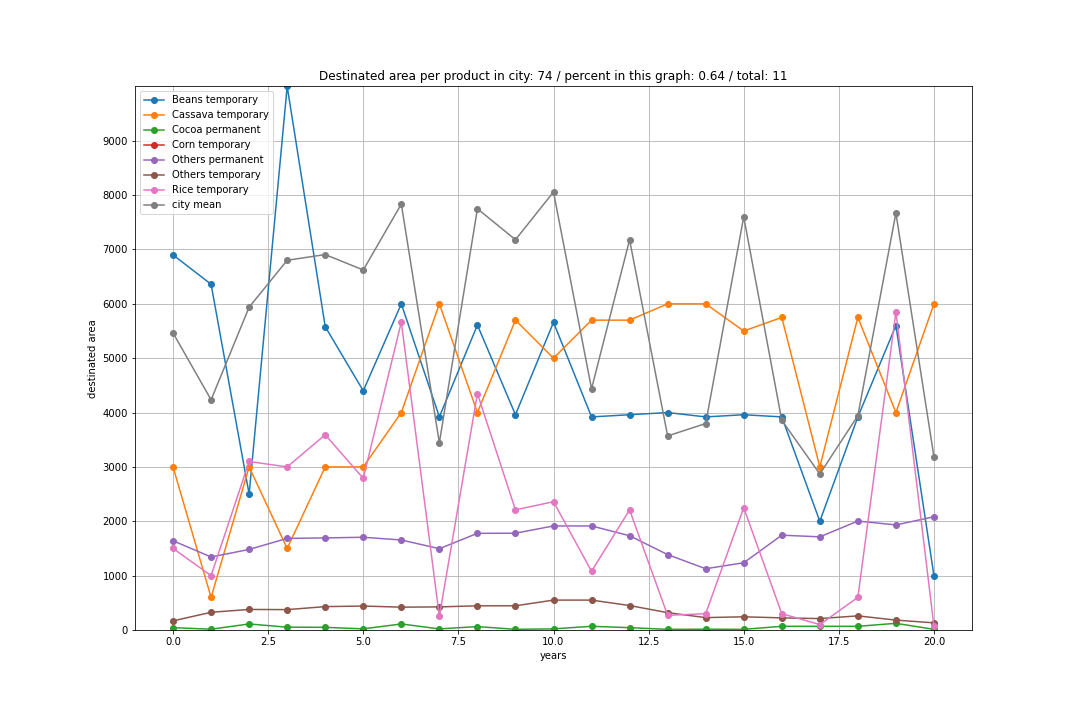 Destinated area per product in city: 74 / percent in this graph: 0.64 / total: 11
Beans temporary
Cassava temporary
Cocoa permanent
Corn temporary
Others permanent
Others temporary
Rice temporary
city mean
9000
8000
7000
6000
5000
4000
3000
2000
1000
0
destinated area
0.0 2.5 5.0 7.5 10.0 12.5 15.0 17.5 20.0
years